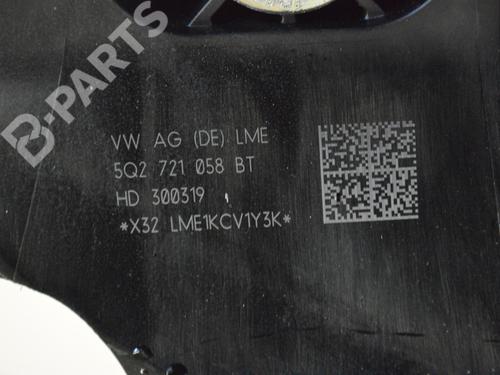 B-PARTS
VW AG (DE) LME
5Q2 721 058 BT
HD 300319
*X32 LME1KCV1Y3K*